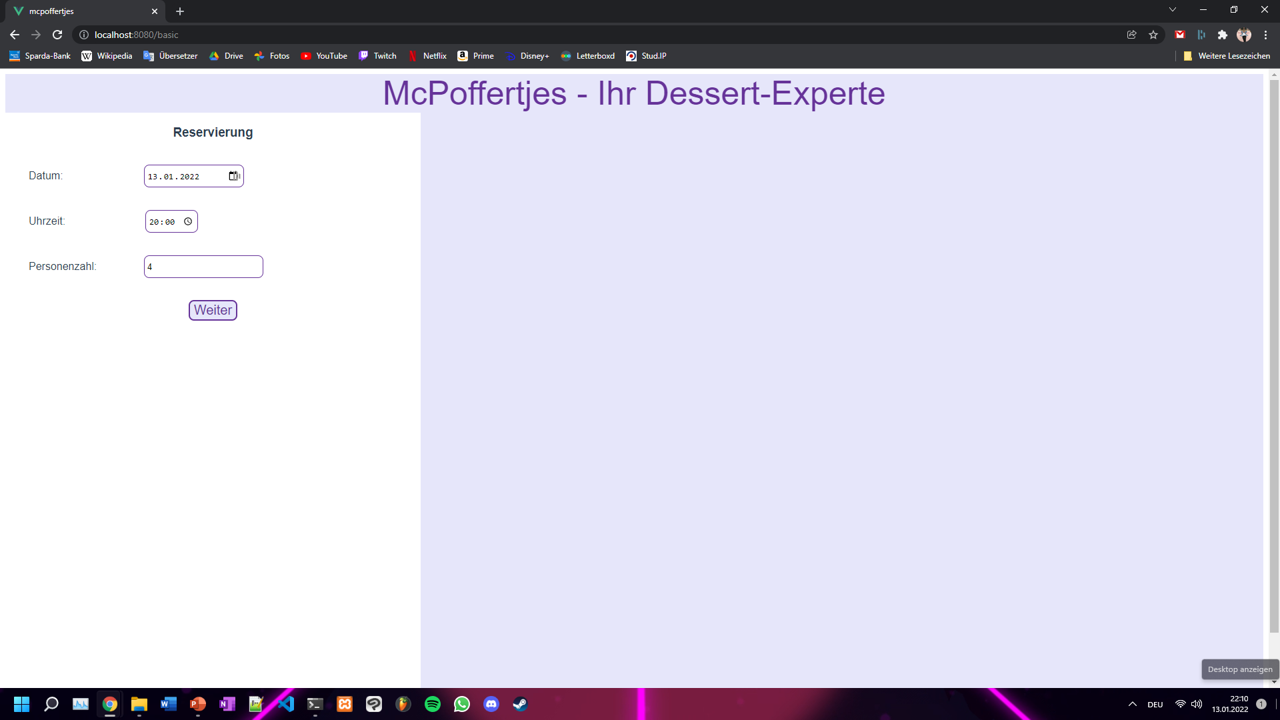 mcpoffertjes
localhost:8080/basic
Sparda-Bank Wikipedia Übersetzer Drive Fotos YouTube Twitch Netflix Prime Disney+ Letterboxd Stud.IP Weitere Lesezeichen
McPoffertjes - Ihr Dessert-Experte
Reservierung
Datum: 13.01.2022
Uhrzeit: 20:00
Personenzahl: 4
Weiter
Desktop anzeigen
DEU 22:10
13.01.2022 1